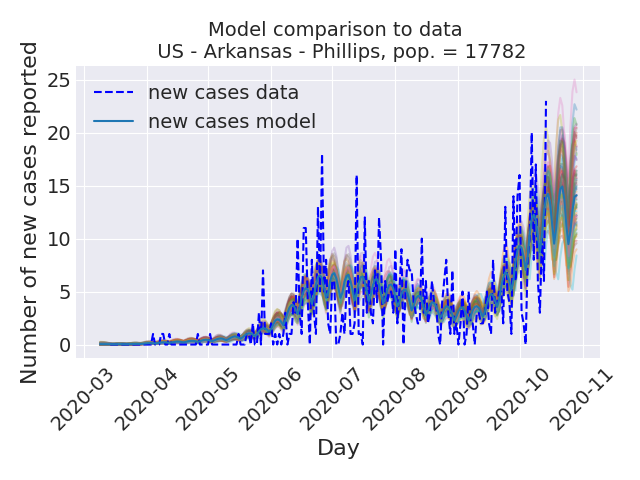 Model comparison to data
US - Arkansas - Phillips, pop. = 17782
Number of new cases reported
25
20
15
10
5
0
new cases data
new cases model
2020-03
2020-04
2020-05
2020-06
2020-07
2020-08
2020-09
2020-10
2020-11
Day